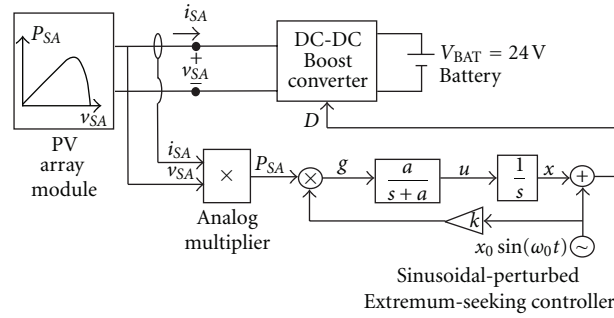 i_SA
P_SA
v_SA
PV
array
module
+
v_SA
−
DC-DC
Boost
converter
V_BAT = 24 V
Battery
D
i_SA
v_SA
×
P_SA
Analog
multiplier
×
g
a
s + a
u
1
s
x
+
k
x_0 sin(ω_0t)
~
Sinusoidal-perturbed
Extremum-seeking controller